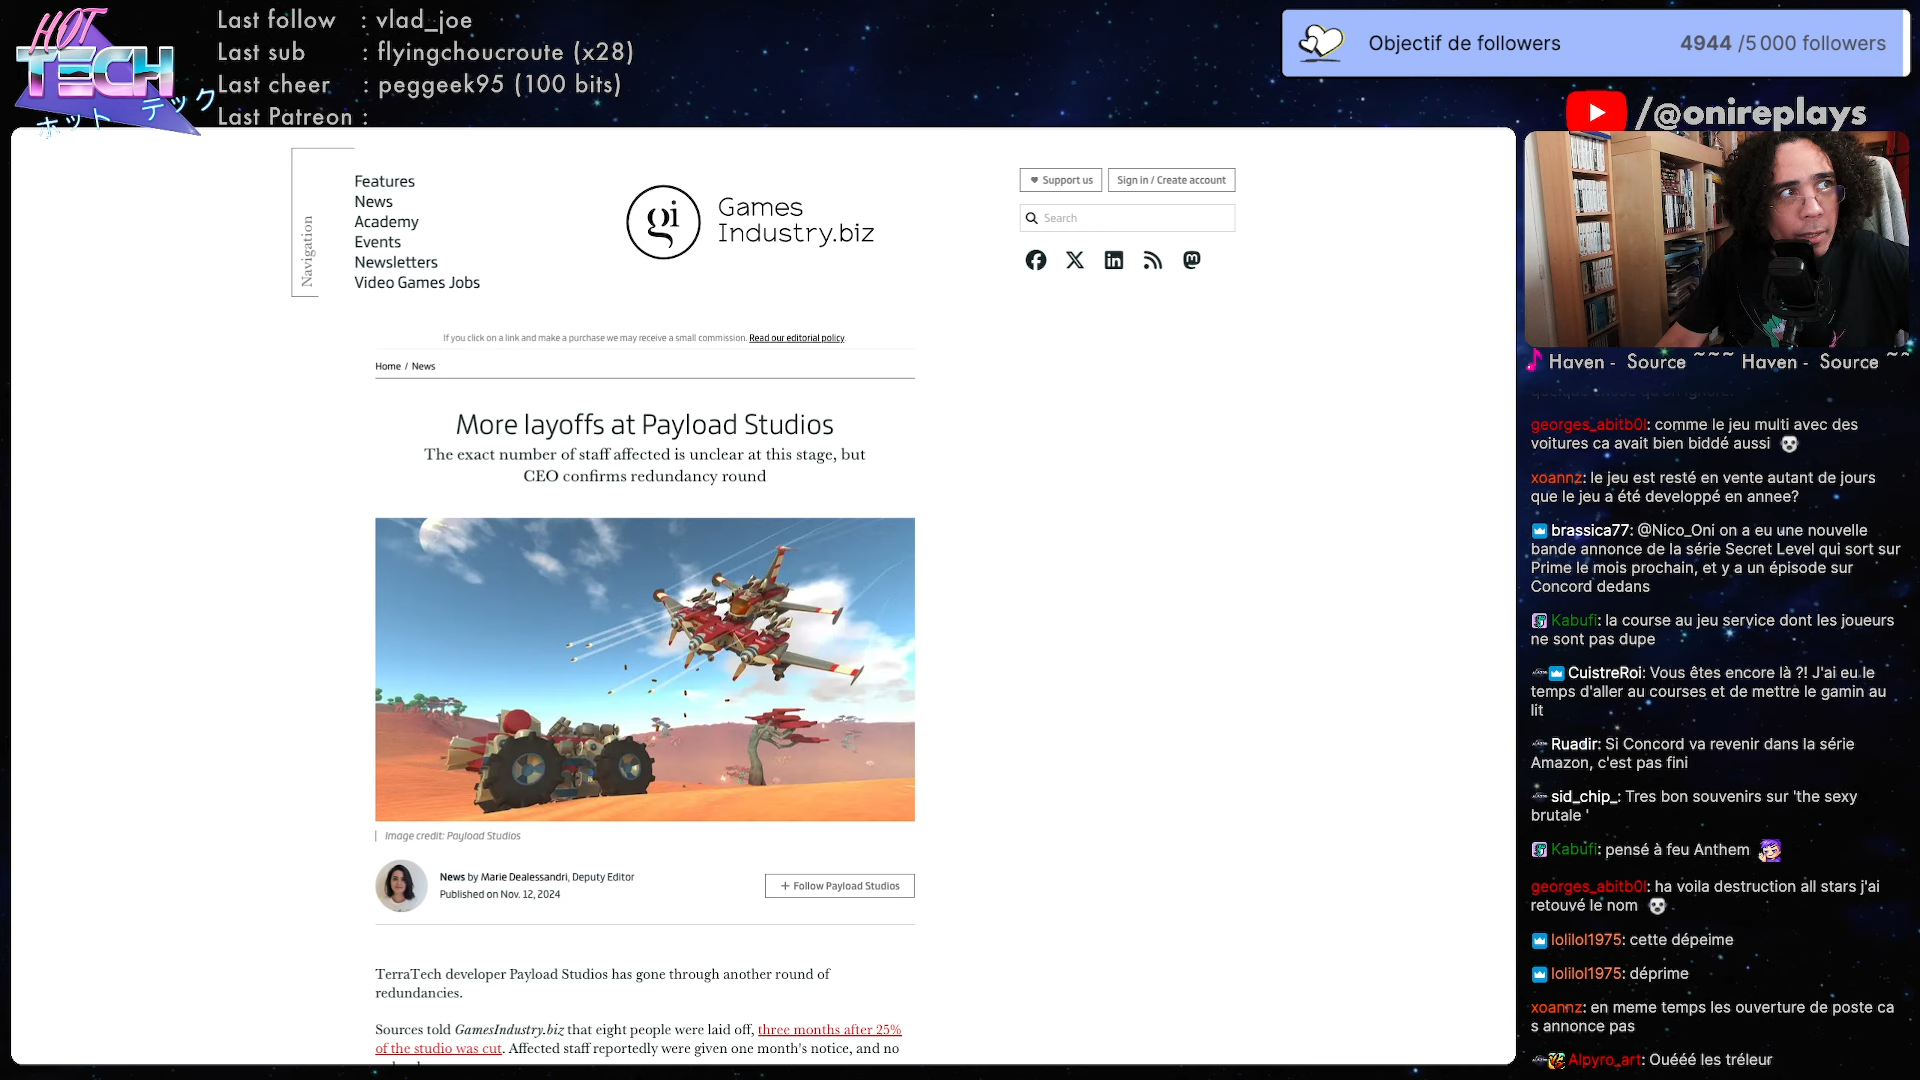 HOT
TECH
ホット テック
Last follow : vlad_joe
Last sub : flyingchoucroute (x28)
Last cheer : peggeek95 (100 bits)
Last Patreon :
Objectif de followers
4944 /5 000 followers
/@onireplays
Navigation
Features
News
Academy
Events
Newsletters
Video Games Jobs
gi
Games
Industry.biz
Support us
Sign in / Create account
Search
If you click on a link and make a purchase we may receive a small commission. Read our editorial policy.
Home / News
More layoffs at Payload Studios
The exact number of staff affected is unclear at this stage, but
CEO confirms redundancy round
Image credit: Payload Studios
News by Marie Dealessandri, Deputy Editor
Published on Nov. 12, 2024
+ Follow Payload Studios
TerraTech developer Payload Studios has gone through another round of
redundancies.
Sources told GamesIndustry.biz that eight people were laid off, three months after 25%
of the studio was cut. Affected staff reportedly were given one month's notice, and no
Haven - Source ~~~ Haven - Source ~~
georges_abitb0l: comme le jeu multi avec des
voitures ca avait bien biddé aussi
xoannz: le jeu est resté en vente autant de jours
que le jeu a été developpé en annee?
brassica77: @Nico_Oni on a eu une nouvelle
bande annonce de la série Secret Level qui sort sur
Prime le mois prochain, et y a un épisode sur
Concord dedans
Kabufi: la course au jeu service dont les joueurs
ne sont pas dupe
CuistreRoi: Vous êtes encore là ?! J'ai eu le
temps d'aller au courses et de mettre le gamin au
lit
Ruadir: Si Concord va revenir dans la série
Amazon, c'est pas fini
sid_chip_: Tres bon souvenirs sur 'the sexy
brutale '
Kabufi: pensé à feu Anthem
georges_abitb0l: ha voila destruction all stars j'ai
retouvé le nom
lolilol1975: cette dépeime
lolilol1975: déprime
xoannz: en meme temps les ouverture de poste ca
s annonce pas
Alpyro_art: Ouééé les tréleur